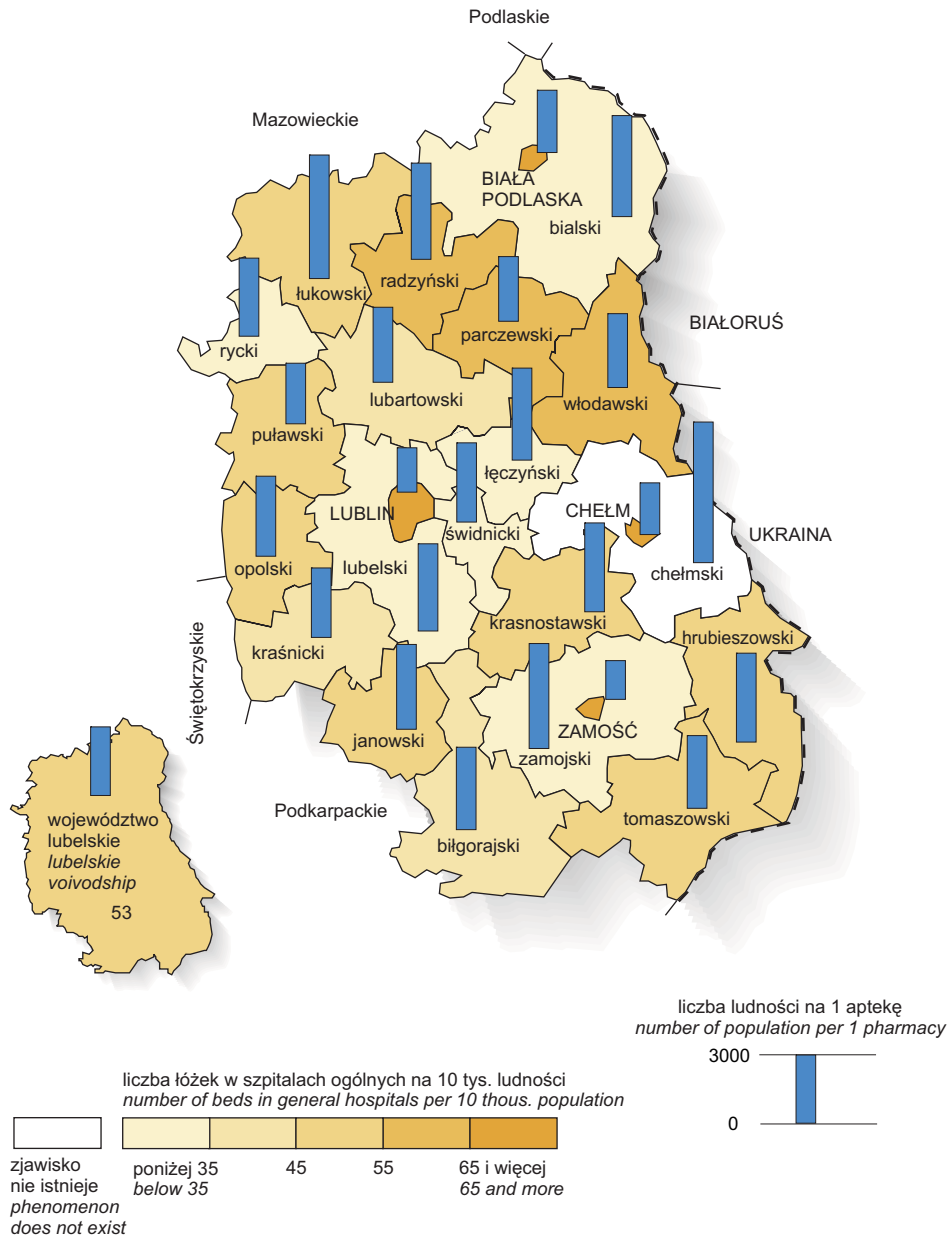 Podlaskie
Mazowieckie
BIAŁA
PODLASKA
bialski
radzyński
łukowski
BIAŁORUŚ
parczewski
rycki
lubartowski
włodawski
puławski
łęczyński
LUBLIN
CHEŁM
świdnicki
UKRAINA
opolski
lubelski
chełmski
krasnostawski
hrubieszowski
kraśnicki
Świętokrzyskie
janowski
ZAMOŚĆ
zamojski
Podkarpackie
tomaszowski
biłgorajski
województwo
lubelskie
lubelskie
voivodship
53
liczba ludności na 1 aptekę
number of population per 1 pharmacy
3000
0
liczba łóżek w szpitalach ogólnych na 10 tys. ludności
number of beds in general hospitals per 10 thous. population
zjawisko
nie istnieje
phenomenon
does not exist
poniżej 35 45 55 65 i więcej
below 35 65 and more